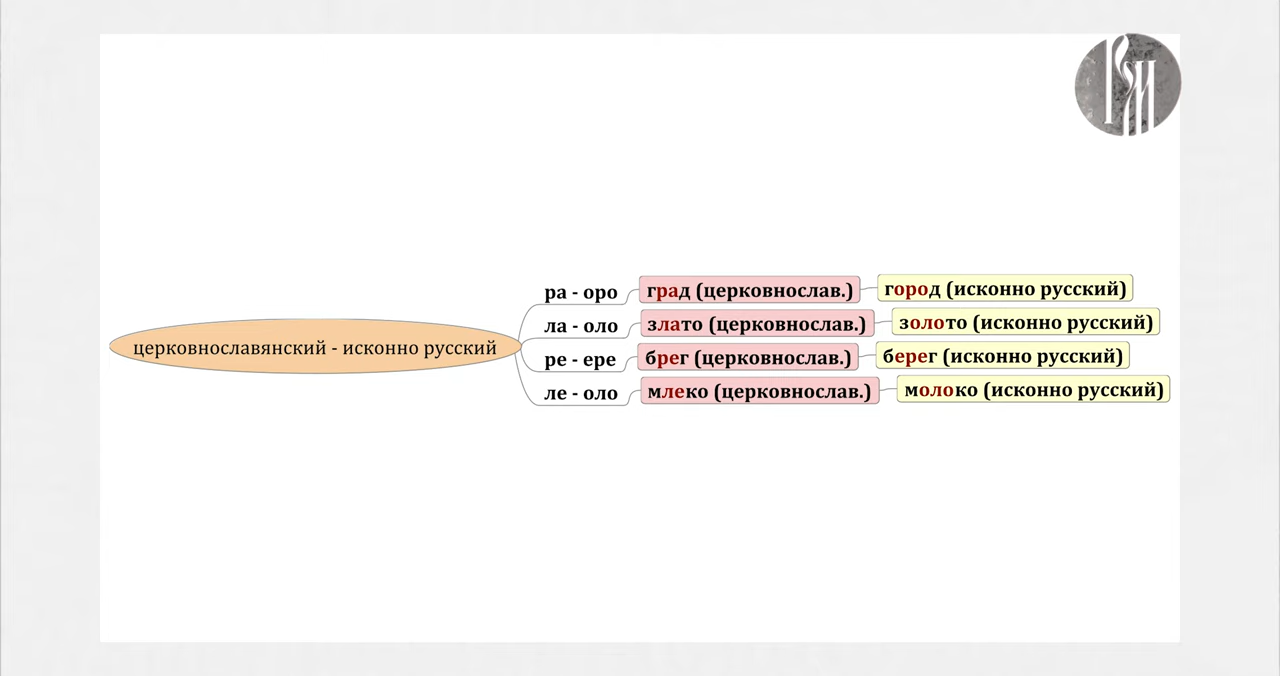 церковнославянский - исконно русский
ра - оро град (церковнослав.) город (исконно русский)
ла - оло злато (церковнослав.) золото (исконно русский)
ре - ере брег (церковнослав.) берег (исконно русский)
ле - оло млеко (церковнослав.) молоко (исконно русский)